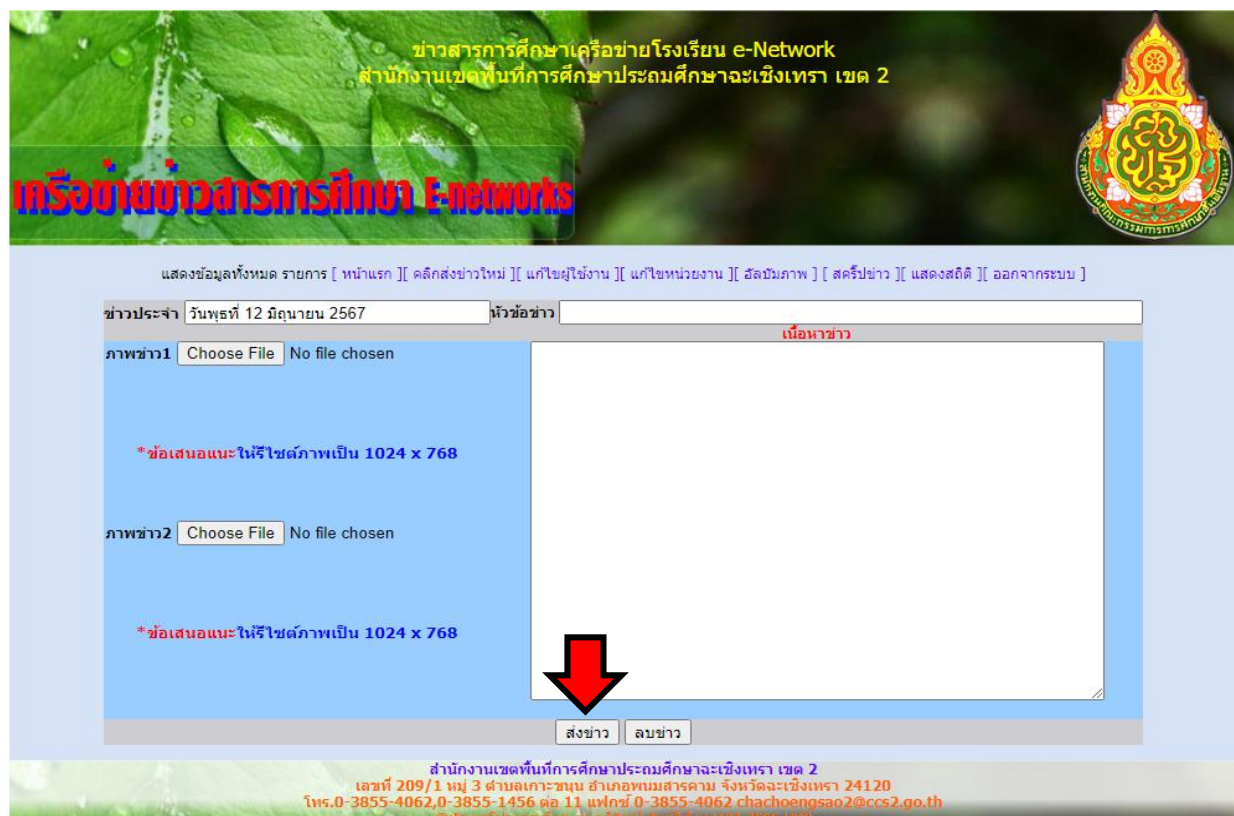 ข่าวสารการศึกษาเครือข่ายโรงเรียน e-Network
สำนักงานเขตพื้นที่การศึกษาประถมศึกษาฉะเชิงเทรา เขต 2
เครือข่ายข่าวสารการศึกษา E-networks
แสดงข้อมูลทั้งหมด รายการ [ หน้าแรก ][ คลิกส่งข่าวใหม่ ][ แก้ไขผู้ใช้งาน ][ แก้ไขหน่วยงาน ][ อัลบัมภาพ ] [ สคริ๊ปข่าว ][ แสดงสถิติ ][ ออกจากระบบ ]
ข่าวประจำ วันพุธที่ 12 มิถุนายน 2567 หัวข้อข่าว
เนื้อหาข่าว
ภาพข่าว1 Choose File No file chosen
*ข้อเสนอแนะให้รีไซต์ภาพเป็น 1024 x 768
ภาพข่าว2 Choose File No file chosen
*ข้อเสนอแนะให้รีไซต์ภาพเป็น 1024 x 768
ส่งข่าว ลบข่าว
สำนักงานเขตพื้นที่การศึกษาประถมศึกษาฉะเชิงเทรา เขต 2
เลขที่ 209/1 หมู่ 3 ตำบลเกาะขนุน อำเภอพนมสารคาม จังหวัดฉะเชิงเทรา 24120
โทร.0-3855-4062,0-3855-1456 ต่อ 11 แฟกซ์ 0-3855-4062 chachoengsao2@ccs2.go.th